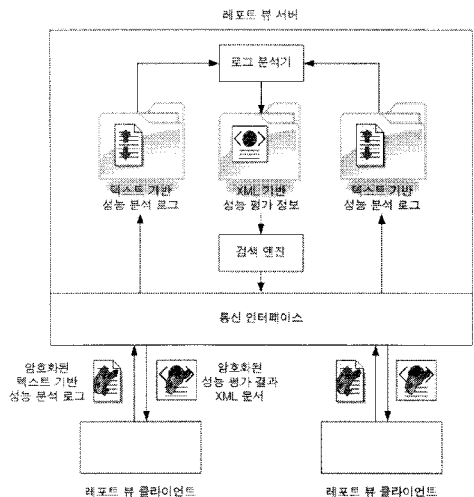 레포트 뷰 서버
로그 분석기
텍스트 기반
성능 분석 로그
XML 기반
성능 평가 정보
텍스트 기반
성능 분석 로그
검색 엔진
통신 인터페이스
암호화된
텍스트 기반
성능 분석 로그
암호화된
성능 평가 결과
XML 문서
레포트 뷰 클라이언트
레포트 뷰 클라이언트